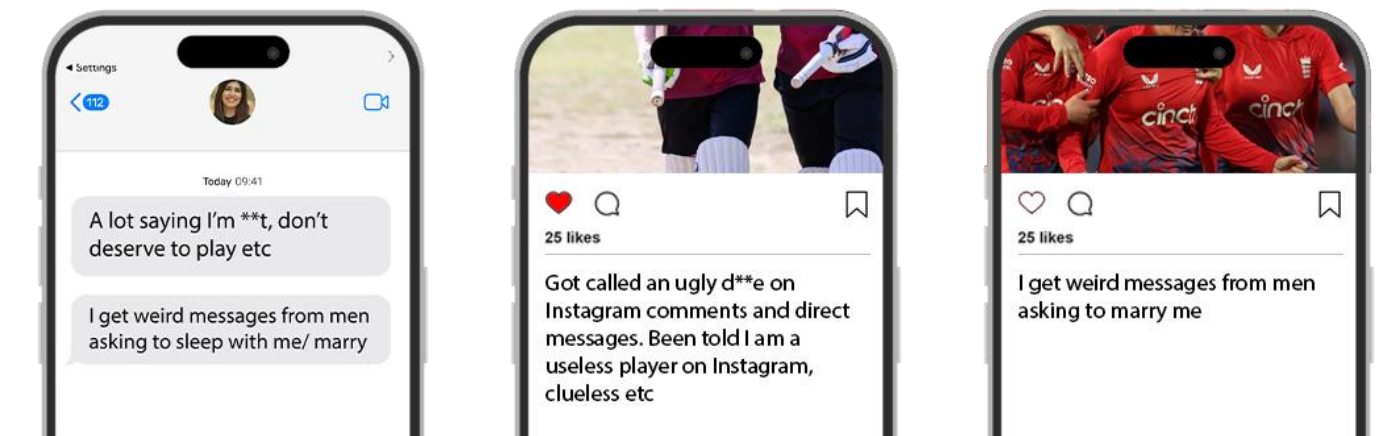 Settings
112
Today 09:41
A lot saying I'm **t, don't
deserve to play etc
I get weird messages from men
asking to sleep with me/ marry
25 likes
Got called an ugly d**e on
Instagram comments and direct
messages. Been told I am a
useless player on Instagram,
clueless etc
cinch
cinch
25 likes
I get weird messages from men
asking to marry me